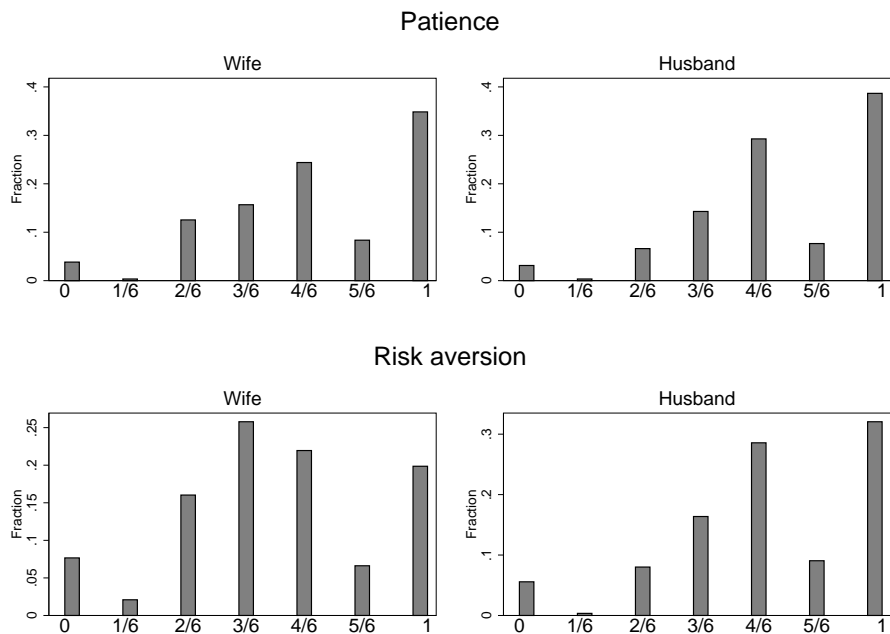 Patience
Wife
Husband
Fraction
0 .1 .2 .3 .4
0 1/6 2/6 3/6 4/6 5/6 1
Fraction
0 .1 .2 .3 .4
0 1/6 2/6 3/6 4/6 5/6 1
Risk aversion
Wife
Husband
Fraction
0 .05 .1 .15 .2 .25
0 1/6 2/6 3/6 4/6 5/6 1
Fraction
0 .1 .2 .3
0 1/6 2/6 3/6 4/6 5/6 1